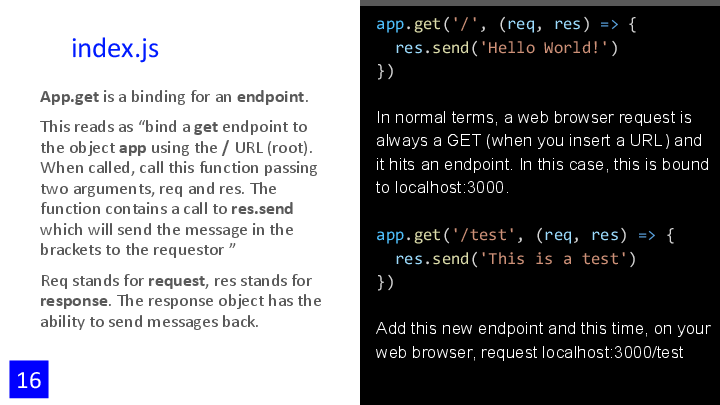 index.js
App.get is a binding for an endpoint.
This reads as “bind a get endpoint to
the object app using the / URL (root).
When called, call this function passing
two arguments, req and res. The
function contains a call to res.send
which will send the message in the
brackets to the requestor ”
Req stands for request, res stands for
response. The response object has the
ability to send messages back.
16
app.get('/', (req, res) => {
  res.send('Hello World!')
})
In normal terms, a web browser request is
always a GET (when you insert a URL) and
it hits an endpoint. In this case, this is bound
to localhost:3000.
app.get('/test', (req, res) => {
  res.send('This is a test')
})
Add this new endpoint and this time, on your
web browser, request localhost:3000/test